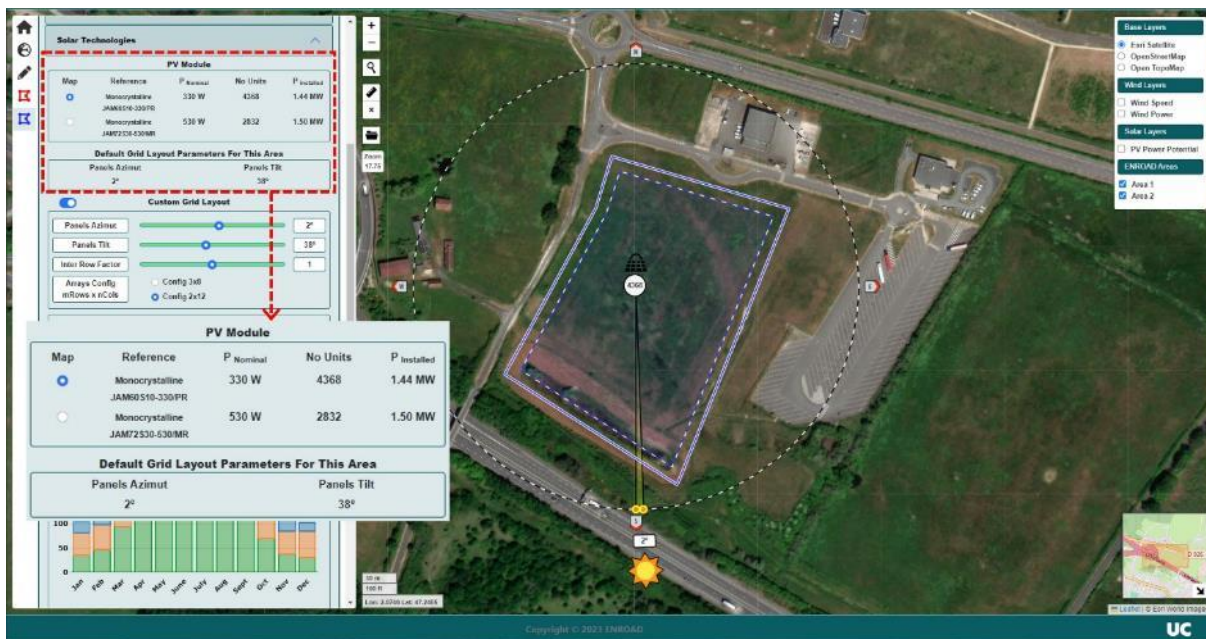 Solar Technologies
PV Module
Map Reference P Nominal No Units P Installed
Monocrystalline 330 W 4368 1.44 MW
JAM60S10-330/PR
Monocrystalline 530 W 2832 1.50 MW
JAM72S30-530/MR
Default Grid Layout Parameters For This Area
Panels Azimut Panels Tilt
2º 38º
Custom Grid Layout
Panels Azimut 2º
Panels Tilt 38º
Inter Row Factor 1
Arrays Config
mRows x nCols
Config 3x8
Config 2x12
PV Module
Map Reference P Nominal No Units P Installed
Monocrystalline 330 W 4368 1.44 MW
JAM60S10-330/PR
Monocrystalline 530 W 2832 1.50 MW
JAM72S30-530/MR
Default Grid Layout Parameters For This Area
Panels Azimut Panels Tilt
2º 38º
100
50
0
Jan Feb Mar Apr May June July Aug Sept Oct Nov Dec
+
−
×
Zoom
17.75
N
W
E
S
4368
2º
Base Layers
Esri Satellite
OpenStreetMap
Open TopoMap
Wind Layers
Wind Speed
Wind Power
Solar Layers
PV Power Potential
ENROAD Areas
Area 1
Area 2
Leaflet | © Esri World Image
Copyright © 2023 ENROAD
UC